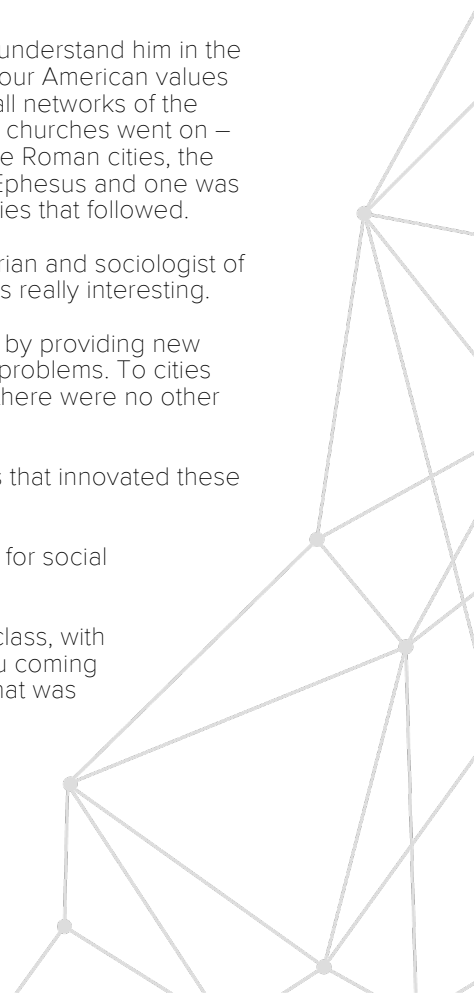 understand him in the
our American values
all networks of the
churches went on –
e Roman cities, the
Ephesus and one was
ies that followed.
rian and sociologist of
s really interesting.
by providing new
problems. To cities
there were no other
s that innovated these
for social
class, with
u coming
hat was